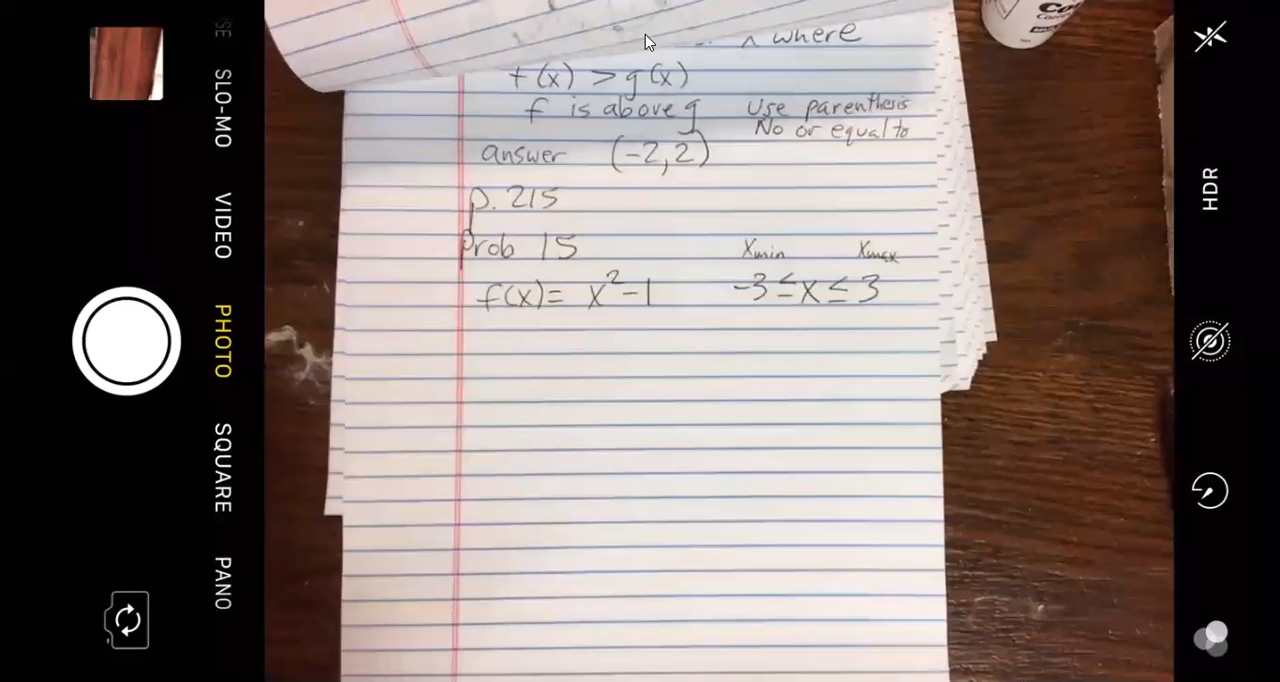 where
f(x) > g(x)
f is above g
Use parenthesis
No or equal to
answer (-2,2)
p. 215
Prob 15
Xmin Xmax
f(x) = x²-1 -3 ≤ x ≤ 3
SLO-MO
VIDEO
PHOTO
SQUARE
PANO
HDR